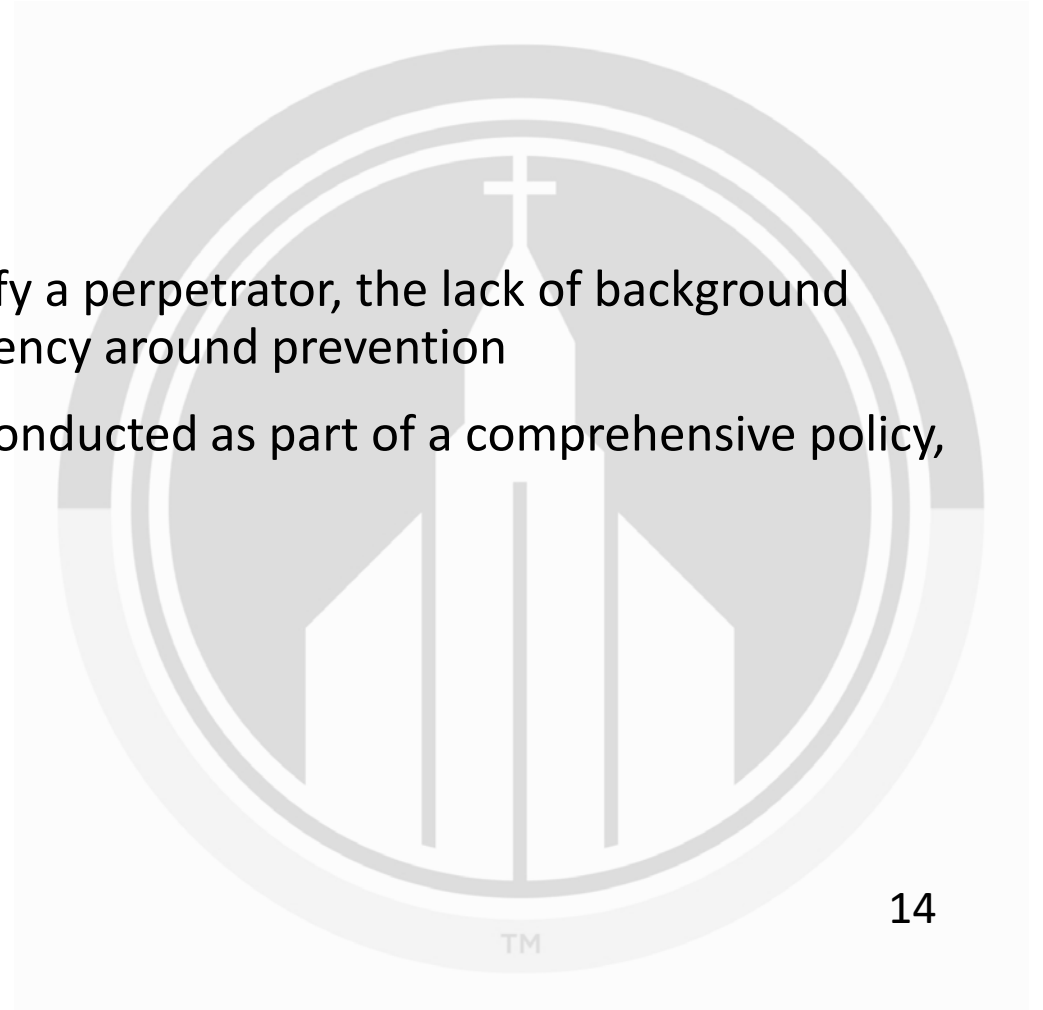 fy a perpetrator, the lack of background
ency around prevention
onducted as part of a comprehensive policy,
14
TM